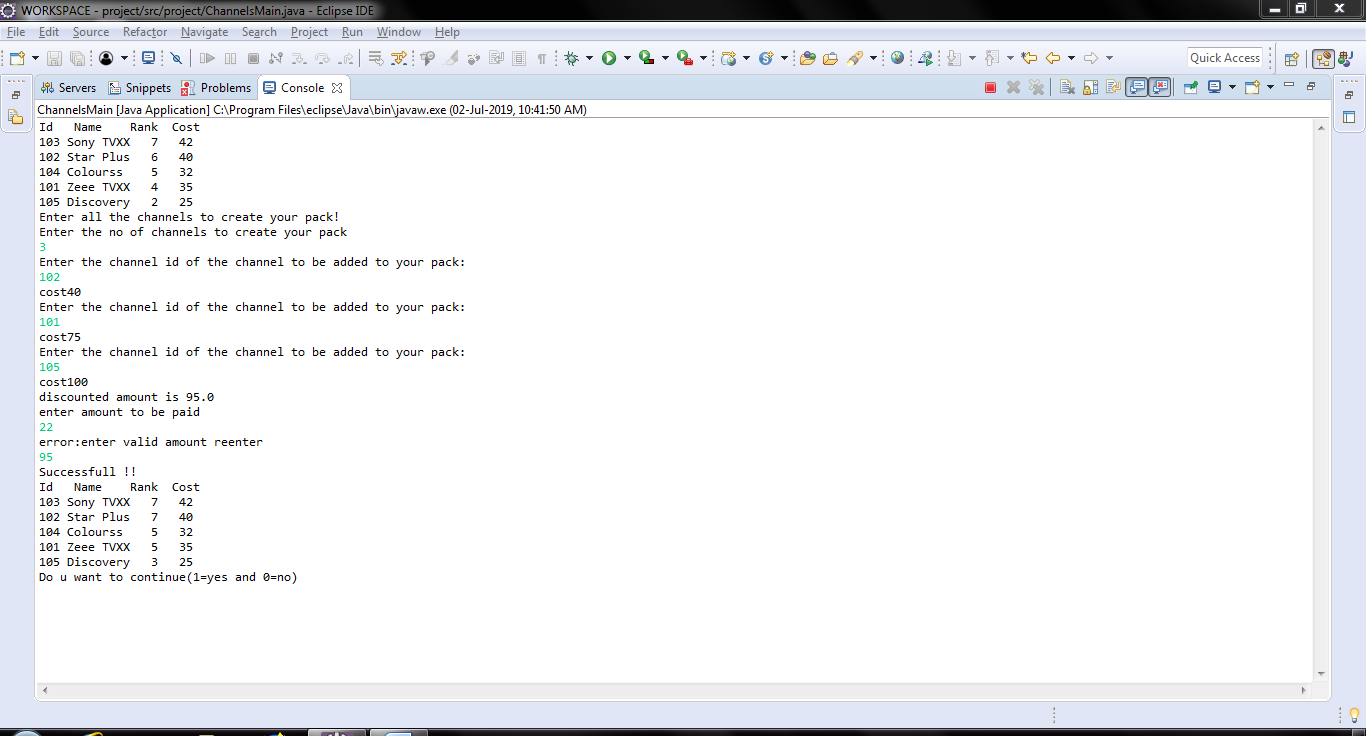 WORKSPACE - project/src/project/ChannelsMain.java - Eclipse IDE
File Edit Source Refactor Navigate Search Project Run Window Help
Quick Access
Servers Snippets Problems Console
ChannelsMain [Java Application] C:\Program Files\eclipse\Java\bin\javaw.exe (02-Jul-2019, 10:41:50 AM)
Id   Name    Rank  Cost
103 Sony TVXX   7   42
102 Star Plus   6   40
104 Colourss    5   32
101 Zeee TVXX   4   35
105 Discovery   2   25
Enter all the channels to create your pack!
Enter the no of channels to create your pack
3
Enter the channel id of the channel to be added to your pack:
102
cost40
Enter the channel id of the channel to be added to your pack:
101
cost75
Enter the channel id of the channel to be added to your pack:
105
cost100
discounted amount is 95.0
enter amount to be paid
22
error:enter valid amount reenter
95
Successfull !!
Id   Name    Rank  Cost
103 Sony TVXX   7   42
102 Star Plus   7   40
104 Colourss    5   32
101 Zeee TVXX   5   35
105 Discovery   3   25
Do u want to continue(1=yes and 0=no)